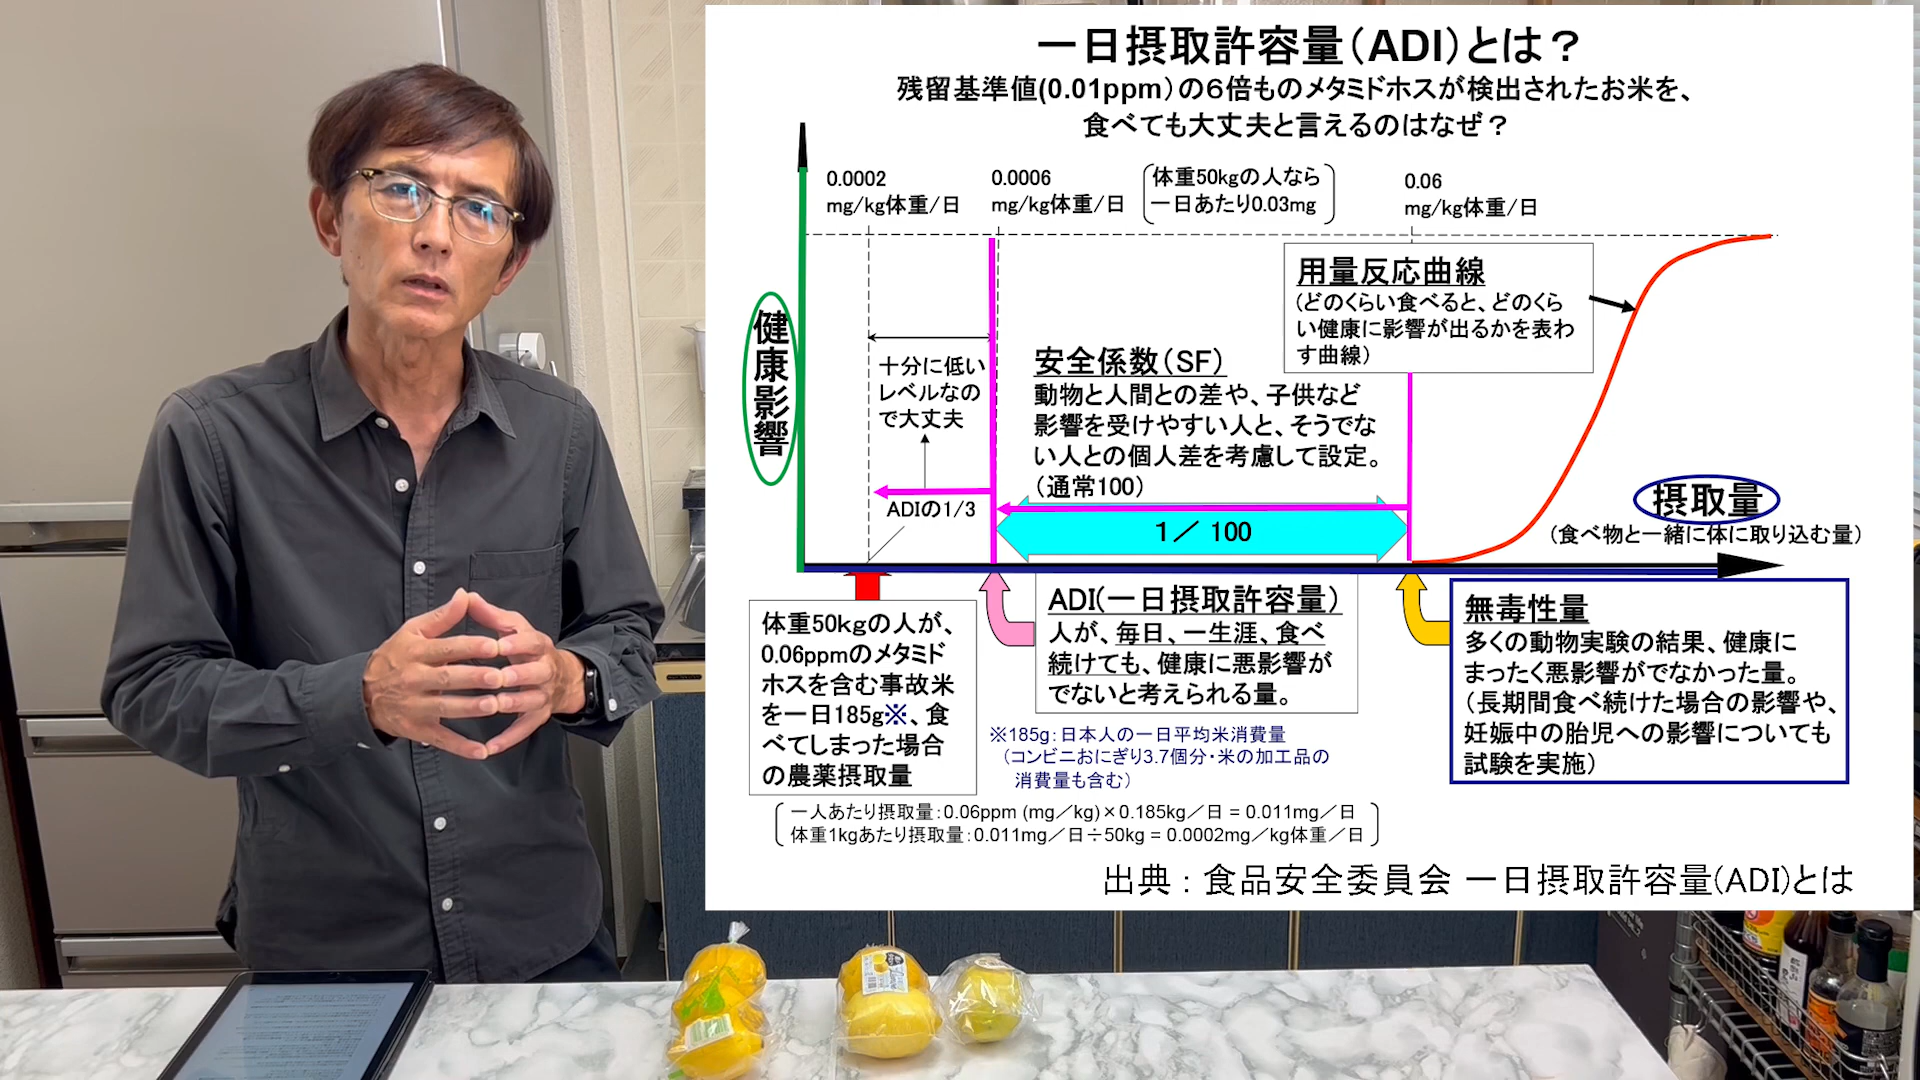 一日摂取許容量(ADI)とは?
残留基準値(0.01ppm)の6倍ものメタミドホスが検出されたお米を、
食べても大丈夫と言えるのはなぜ?
0.0002
mg/kg体重/日
0.0006
mg/kg体重/日
体重50kgの人なら
一日あたり0.03mg
0.06
mg/kg体重/日
用量反応曲線
(どのくらい食べると、どのくら
い健康に影響が出るかを表わ
す曲線)
健康影響
十分に低い
レベルなの
で大丈夫
安全係数(SF)
動物と人間との差や、子供など
影響を受けやすい人と、そうでな
い人との個人差を考慮して設定。
(通常100)
ADIの1/3
1/100
摂取量
(食べ物と一緒に体に取り込む量)
体重50kgの人が、
0.06ppmのメタミド
ホスを含む事故米
を一日185g※、食
べてしまった場合
の農薬摂取量
ADI(一日摂取許容量)
人が、毎日、一生涯、食べ
続けても、健康に悪影響が
でないと考えられる量。
※185g:日本人の一日平均米消費量
(コンビニおにぎり3.7個分・米の加工品の
消費量も含む)
無毒性量
多くの動物実験の結果、健康に
まったく悪影響がでなかった量。
(長期間食べ続けた場合の影響や、
妊娠中の胎児への影響についても
試験を実施)
一人あたり摂取量:0.06ppm (mg/kg)×0.185kg/日 = 0.011mg/日
体重1kgあたり摂取量:0.011mg/日÷50kg = 0.0002mg/kg体重/日
出典:食品安全委員会 一日摂取許容量(ADI)とは